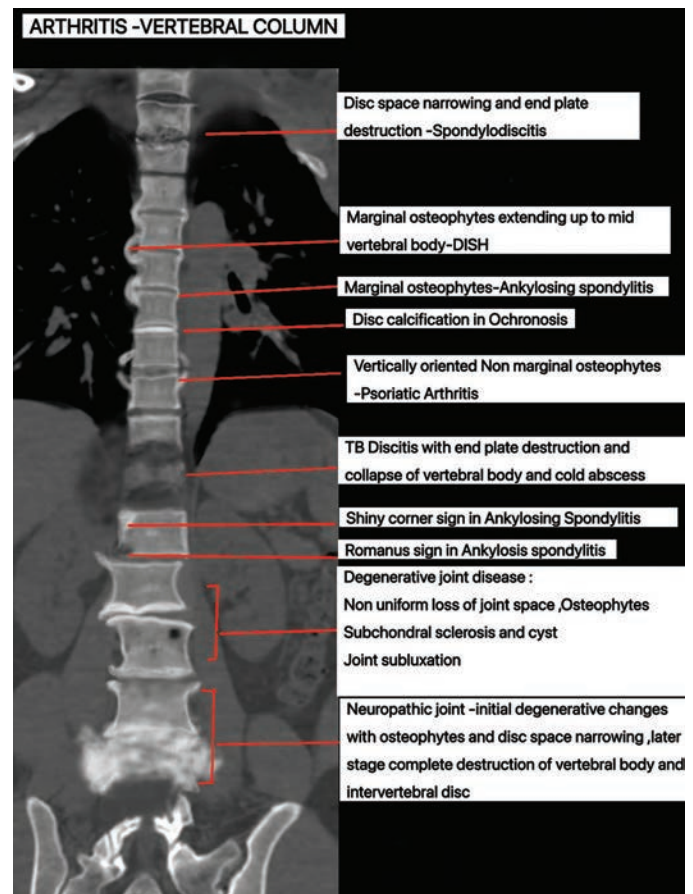 ARTHRITIS -VERTEBRAL COLUMN
Disc space narrowing and end plate
destruction -Spondylodiscitis
Marginal osteophytes extending up to mid
vertebral body-DISH
Marginal osteophytes-Ankylosing spondylitis
Disc calcification in Ochronosis
Vertically oriented Non marginal osteophytes
-Psoriatic Arthritis
TB Discitis with end plate destruction and
collapse of vertebral body and cold abscess
Shiny corner sign in Ankylosing Spondylitis
Romanus sign in Ankylosis spondylitis
Degenerative joint disease :
Non uniform loss of joint space ,Osteophytes
Subchondral sclerosis and cyst
Joint subluxation
Neuropathic joint -initial degenerative changes
with osteophytes and disc space narrowing ,later
stage complete destruction of vertebral body and
intervertebral disc